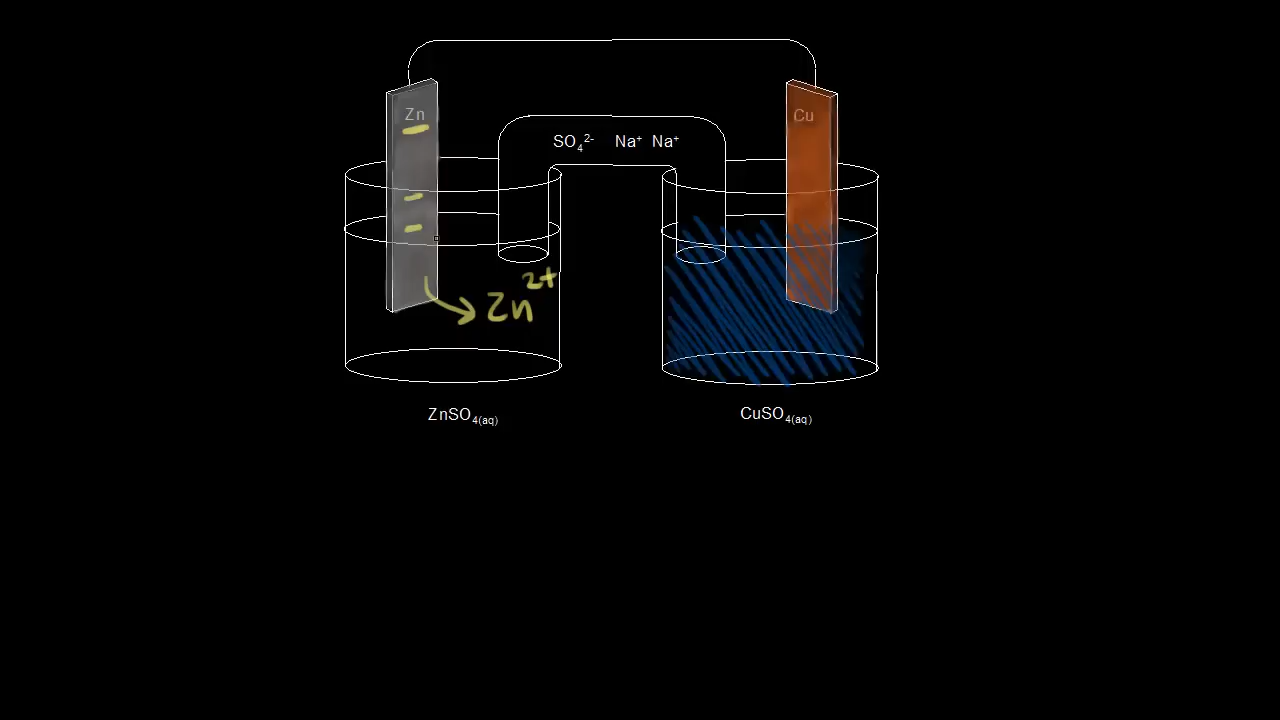 Zn
Cu
SO₄²⁻ Na⁺ Na⁺
Zn²⁺
ZnSO₄₍aq₎
CuSO₄₍aq₎